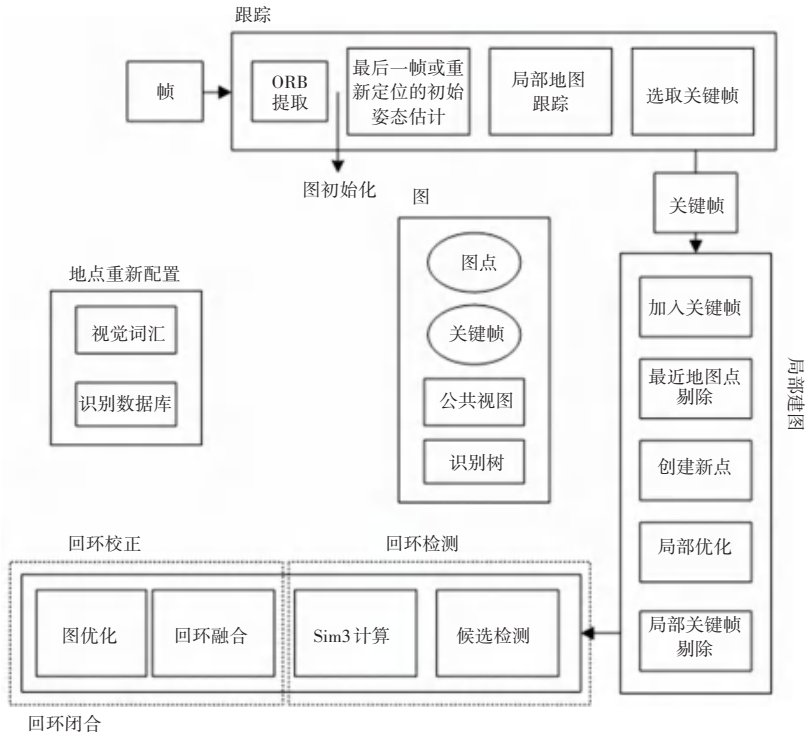 跟踪
帧
ORB
提取
最后一帧或重
新定位的初始
姿态估计
局部地图
跟踪
选取关键帧
图初始化
图
关键帧
图点
关键帧
公共视图
识别树
地点重新配置
视觉词汇
识别数据库
加入关键帧
最近地图点
剔除
创建新点
局部优化
局部关键帧
剔除
局部建图
回环校正
回环检测
图优化
回环融合
Sim3计算
候选检测
回环闭合